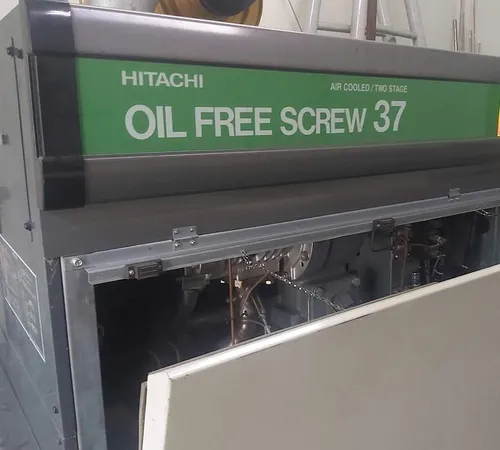 HITACHI
AIR COOLED/TWO STAGE
OIL FREE SCREW 37